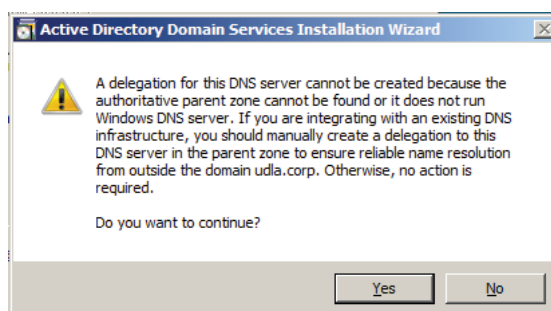 Active Directory Domain Services Installation Wizard
A delegation for this DNS server cannot be created because the
authoritative parent zone cannot be found or it does not run
Windows DNS server. If you are integrating with an existing DNS
infrastructure, you should manually create a delegation to this
DNS server in the parent zone to ensure reliable name resolution
from outside the domain udla.corp. Otherwise, no action is
required.
Do you want to continue?
Yes No